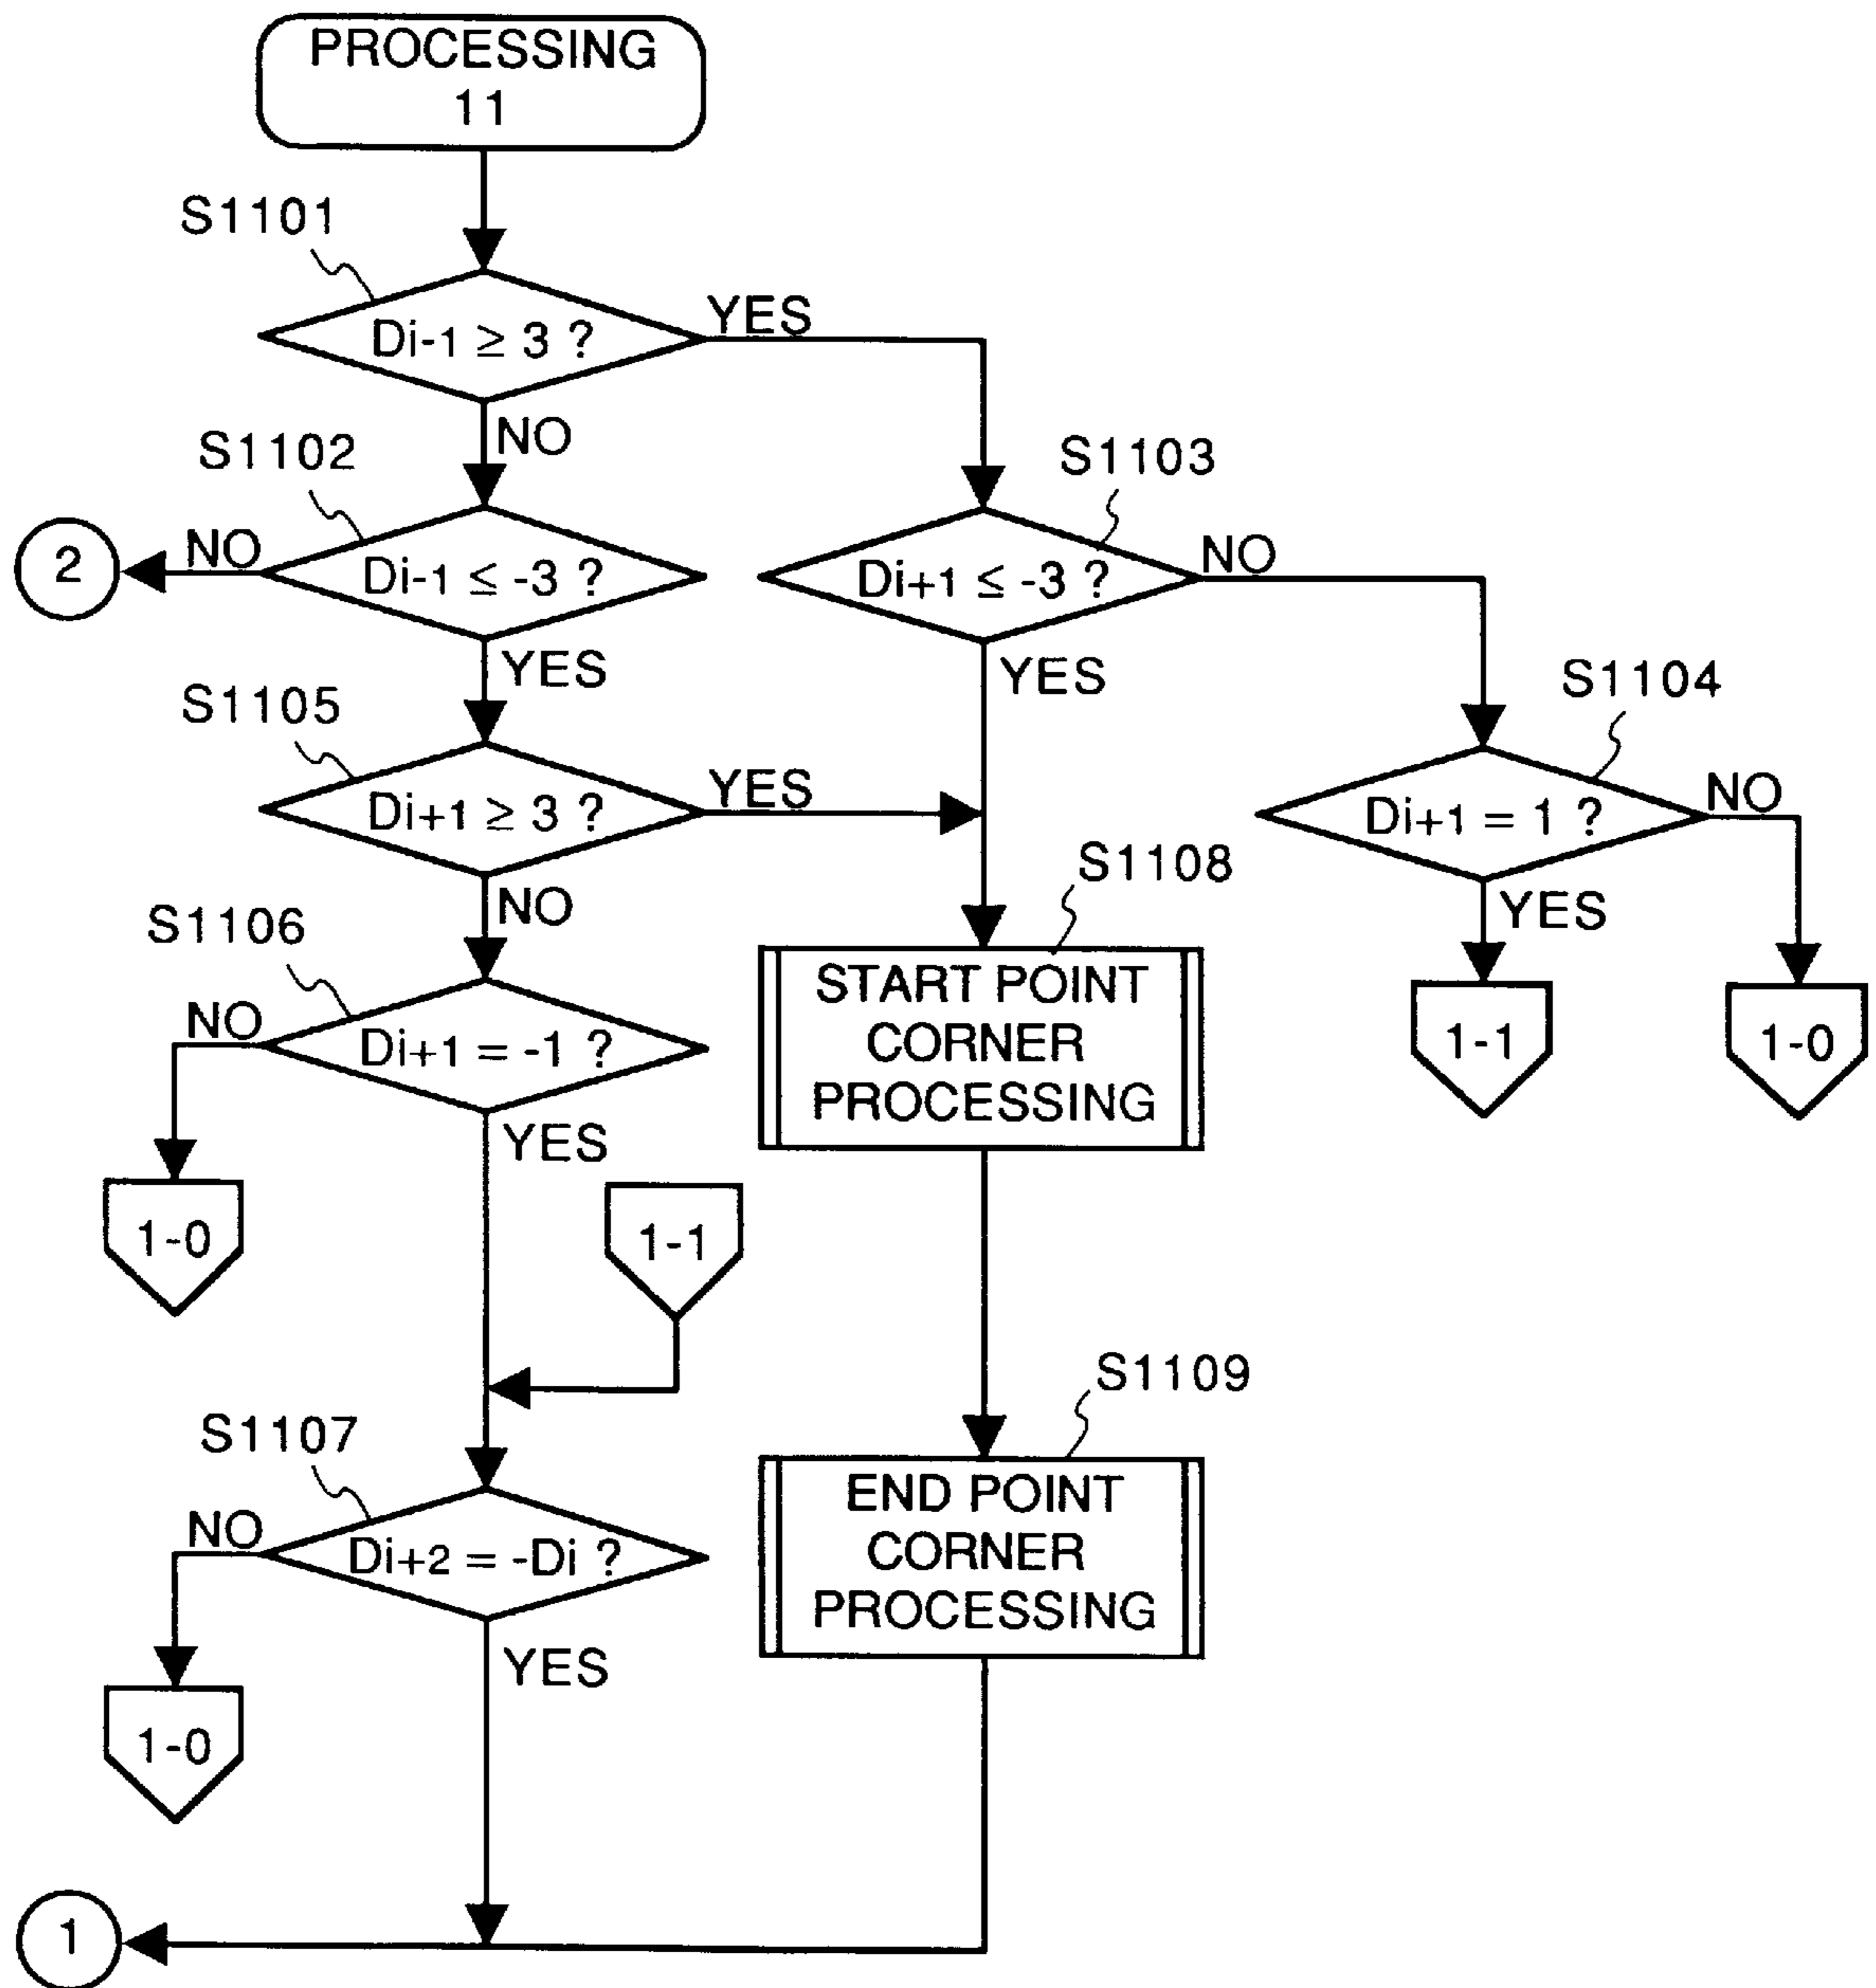 PROCESSING
11
S1101
Di-1 ≥ 3 ?
YES
NO
S1102
S1103
2
NO
Di-1 ≤ -3 ?
Di+1 ≤ -3 ?
NO
YES
YES
S1104
S1105
Di+1 ≥ 3 ?
YES
Di+1 = 1 ?
NO
NO
S1108
YES
S1106
START POINT
CORNER
PROCESSING
1-1
1-0
NO
Di+1 = -1 ?
YES
1-0
1-1
S1109
S1107
END POINT
CORNER
PROCESSING
NO
Di+2 = -Di ?
YES
1-0
1